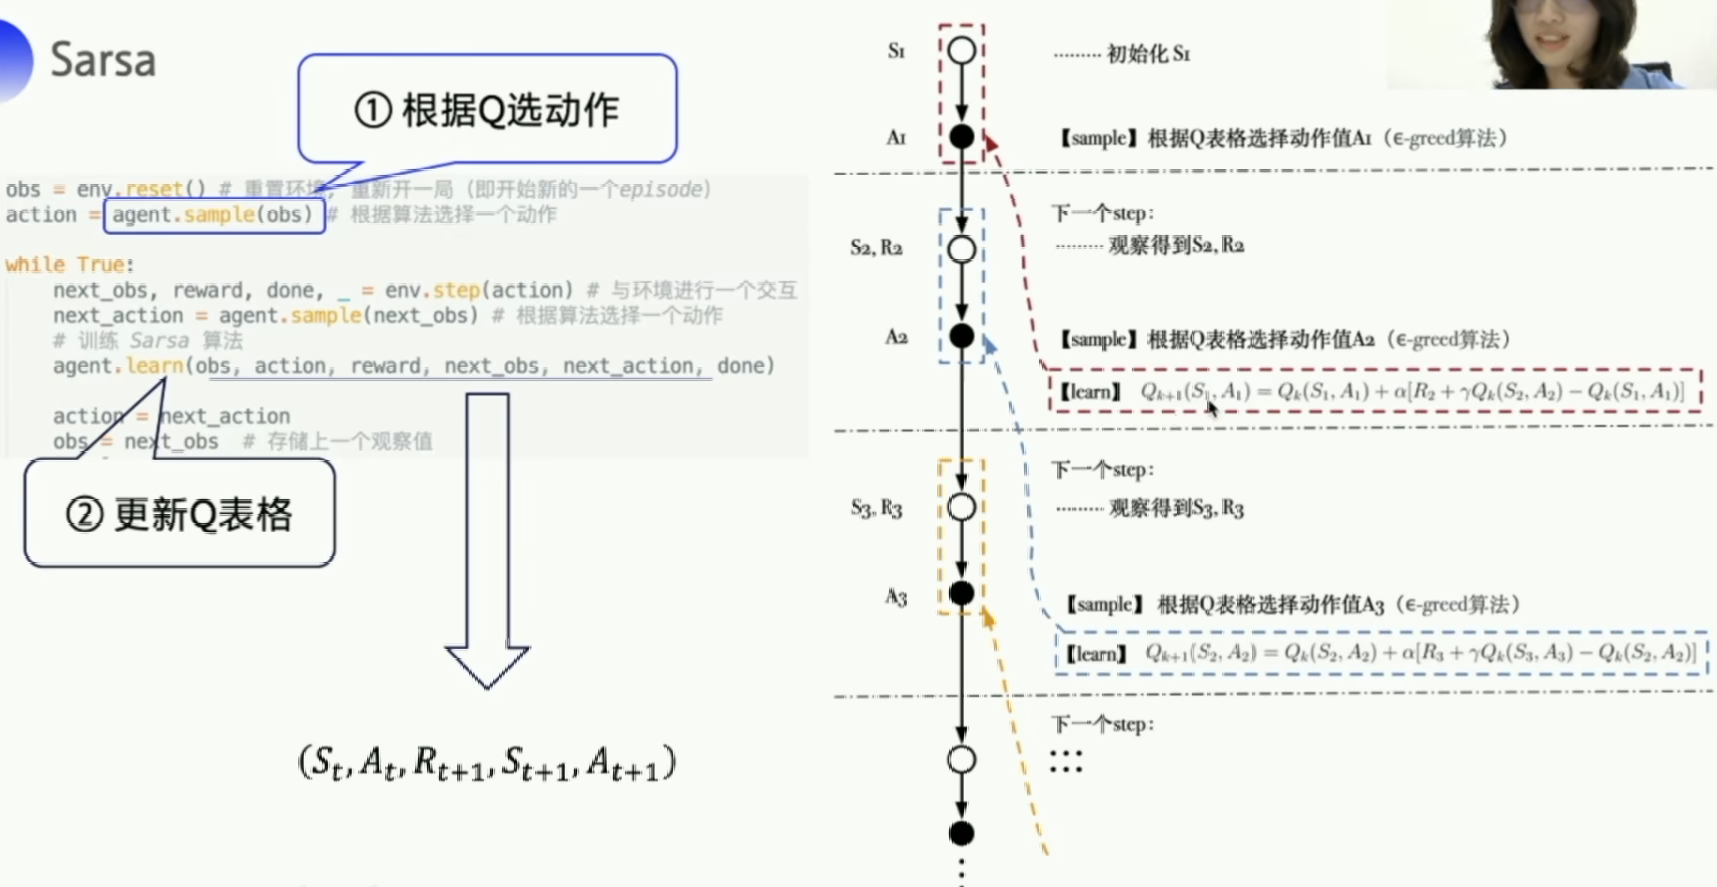 Sarsa
① 根据Q选动作
obs = env.reset() # 重置环境, 重新开一局（即开始新的一个episode)
action = agent.sample(obs) # 根据算法选择一个动作
while True:
next_obs, reward, done, _ = env.step(action) # 与环境进行一个交互
next_action = agent.sample(next_obs) # 根据算法选择一个动作
# 训练 Sarsa 算法
agent.learn(obs, action, reward, next_obs, next_action, done)
action = next_action
obs = next_obs # 存储上一个观察值
② 更新Q表格
(S_t, A_t, R_{t+1}, S_{t+1}, A_{t+1})
S1 ········ 初始化 S1
A1 【sample】根据Q表格选择动作值A1（ϵ-greed算法）
下一个step:
S2, R2 ········ 观察得到S2, R2
A2 【sample】根据Q表格选择动作值A2（ϵ-greed算法）
【learn】 Q_{k+1}(S_1, A_1) = Q_k(S_1, A_1) + α[R_2 + γQ_k(S_2, A_2) − Q_k(S_1, A_1)]
下一个step:
S3, R3 ········ 观察得到S3, R3
A3 【sample】 根据Q表格选择动作值A3（ϵ-greed算法）
【learn】 Q_{k+1}(S_2, A_2) = Q_k(S_2, A_2) + α[R_3 + γQ_k(S_3, A_3) − Q_k(S_2, A_2)]
下一个step: